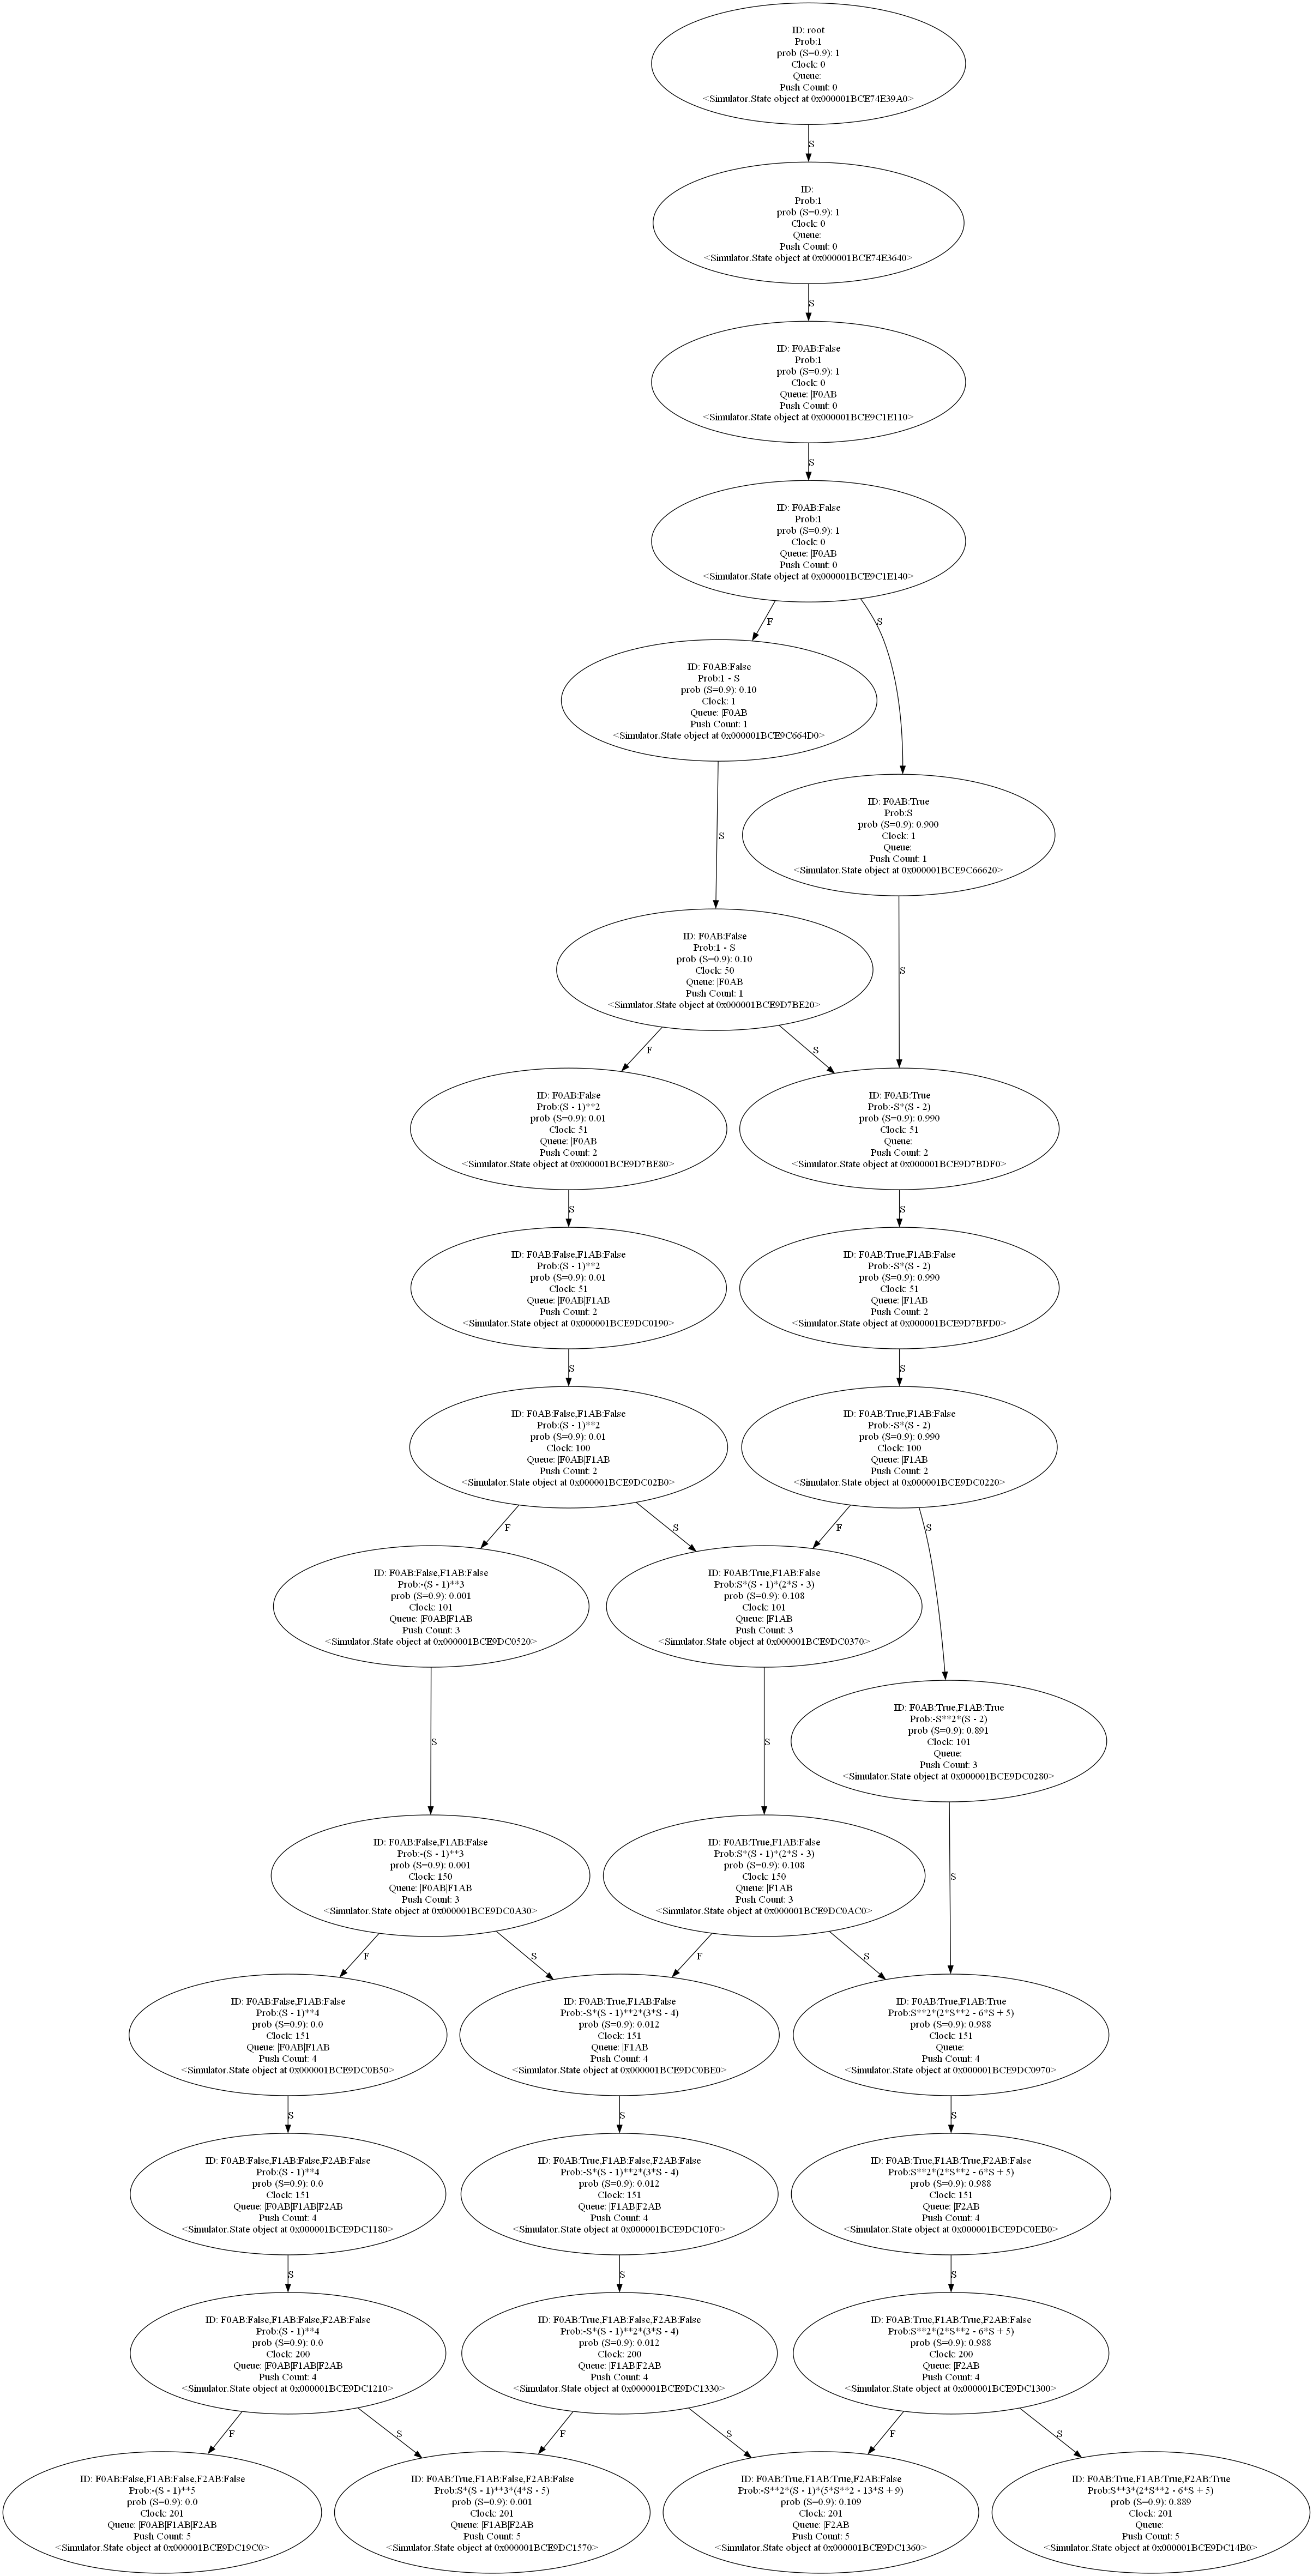 ID: root
Prob:1
prob (S=0.9): 1
Clock: 0
Queue:
Push Count: 0
<Simulator.State object at 0x000001BCE74E39A0>
S
ID:
Prob:1
prob (S=0.9): 1
Clock: 0
Queue:
Push Count: 0
<Simulator.State object at 0x000001BCE74E3640>
S
ID: F0AB:False
Prob:1
prob (S=0.9): 1
Clock: 0
Queue: |F0AB
Push Count: 0
<Simulator.State object at 0x000001BCE9C1E110>
S
ID: F0AB:False
Prob:1
prob (S=0.9): 1
Clock: 0
Queue: |F0AB
Push Count: 0
<Simulator.State object at 0x000001BCE9C1E140>
F
S
ID: F0AB:False
Prob:1 - S
prob (S=0.9): 0.10
Clock: 1
Queue: |F0AB
Push Count: 1
<Simulator.State object at 0x000001BCE9C664D0>
S
ID: F0AB:True
Prob:S
prob (S=0.9): 0.900
Clock: 1
Queue:
Push Count: 1
<Simulator.State object at 0x000001BCE9C66620>
S
ID: F0AB:False
Prob:1 - S
prob (S=0.9): 0.10
Clock: 50
Queue: |F0AB
Push Count: 1
<Simulator.State object at 0x000001BCE9D7BE20>
F
S
ID: F0AB:False
Prob:(S - 1)**2
prob (S=0.9): 0.01
Clock: 51
Queue: |F0AB
Push Count: 2
<Simulator.State object at 0x000001BCE9D7BE80>
S
ID: F0AB:True
Prob:-S*(S - 2)
prob (S=0.9): 0.990
Clock: 51
Queue:
Push Count: 2
<Simulator.State object at 0x000001BCE9D7BDF0>
S
ID: F0AB:False,F1AB:False
Prob:(S - 1)**2
prob (S=0.9): 0.01
Clock: 51
Queue: |F0AB|F1AB
Push Count: 2
<Simulator.State object at 0x000001BCE9DC0190>
S
ID: F0AB:True,F1AB:False
Prob:-S*(S - 2)
prob (S=0.9): 0.990
Clock: 51
Queue: |F1AB
Push Count: 2
<Simulator.State object at 0x000001BCE9D7BFD0>
S
ID: F0AB:False,F1AB:False
Prob:(S - 1)**2
prob (S=0.9): 0.01
Clock: 100
Queue: |F0AB|F1AB
Push Count: 2
<Simulator.State object at 0x000001BCE9DC02B0>
F
S
ID: F0AB:True,F1AB:False
Prob:-S*(S - 2)
prob (S=0.9): 0.990
Clock: 100
Queue: |F1AB
Push Count: 2
<Simulator.State object at 0x000001BCE9DC0220>
F
S
ID: F0AB:False,F1AB:False
Prob:-(S - 1)**3
prob (S=0.9): 0.001
Clock: 101
Queue: |F0AB|F1AB
Push Count: 3
<Simulator.State object at 0x000001BCE9DC0520>
S
ID: F0AB:True,F1AB:False
Prob:S*(S - 1)*(2*S - 3)
prob (S=0.9): 0.108
Clock: 101
Queue: |F1AB
Push Count: 3
<Simulator.State object at 0x000001BCE9DC0370>
S
ID: F0AB:True,F1AB:True
Prob:-S**2*(S - 2)
prob (S=0.9): 0.891
Clock: 101
Queue:
Push Count: 3
<Simulator.State object at 0x000001BCE9DC0280>
S
ID: F0AB:False,F1AB:False
Prob:-(S - 1)**3
prob (S=0.9): 0.001
Clock: 150
Queue: |F0AB|F1AB
Push Count: 3
<Simulator.State object at 0x000001BCE9DC0A30>
F
S
ID: F0AB:True,F1AB:False
Prob:S*(S - 1)*(2*S - 3)
prob (S=0.9): 0.108
Clock: 150
Queue: |F1AB
Push Count: 3
<Simulator.State object at 0x000001BCE9DC0AC0>
F
S
ID: F0AB:False,F1AB:False
Prob:(S - 1)**4
prob (S=0.9): 0.0
Clock: 151
Queue: |F0AB|F1AB
Push Count: 4
<Simulator.State object at 0x000001BCE9DC0B50>
S
ID: F0AB:True,F1AB:False
Prob:-S*(S - 1)**2*(3*S - 4)
prob (S=0.9): 0.012
Clock: 151
Queue: |F1AB
Push Count: 4
<Simulator.State object at 0x000001BCE9DC0BE0>
S
ID: F0AB:True,F1AB:True
Prob:S**2*(2*S**2 - 6*S + 5)
prob (S=0.9): 0.988
Clock: 151
Queue:
Push Count: 4
<Simulator.State object at 0x000001BCE9DC0970>
S
ID: F0AB:False,F1AB:False,F2AB:False
Prob:(S - 1)**4
prob (S=0.9): 0.0
Clock: 151
Queue: |F0AB|F1AB|F2AB
Push Count: 4
<Simulator.State object at 0x000001BCE9DC1180>
S
ID: F0AB:True,F1AB:False,F2AB:False
Prob:-S*(S - 1)**2*(3*S - 4)
prob (S=0.9): 0.012
Clock: 151
Queue: |F1AB|F2AB
Push Count: 4
<Simulator.State object at 0x000001BCE9DC10F0>
S
ID: F0AB:True,F1AB:True,F2AB:False
Prob:S**2*(2*S**2 - 6*S + 5)
prob (S=0.9): 0.988
Clock: 151
Queue: |F2AB
Push Count: 4
<Simulator.State object at 0x000001BCE9DC0EB0>
S
ID: F0AB:False,F1AB:False,F2AB:False
Prob:(S - 1)**4
prob (S=0.9): 0.0
Clock: 200
Queue: |F0AB|F1AB|F2AB
Push Count: 4
<Simulator.State object at 0x000001BCE9DC1210>
F
S
ID: F0AB:True,F1AB:False,F2AB:False
Prob:-S*(S - 1)**2*(3*S - 4)
prob (S=0.9): 0.012
Clock: 200
Queue: |F1AB|F2AB
Push Count: 4
<Simulator.State object at 0x000001BCE9DC1330>
F
S
ID: F0AB:True,F1AB:True,F2AB:False
Prob:S**2*(2*S**2 - 6*S + 5)
prob (S=0.9): 0.988
Clock: 200
Queue: |F2AB
Push Count: 4
<Simulator.State object at 0x000001BCE9DC1300>
F
S
ID: F0AB:False,F1AB:False,F2AB:False
Prob:-(S - 1)**5
prob (S=0.9): 0.0
Clock: 201
Queue: |F0AB|F1AB|F2AB
Push Count: 5
<Simulator.State object at 0x000001BCE9DC19C0>
ID: F0AB:True,F1AB:False,F2AB:False
Prob:S*(S - 1)**3*(4*S - 5)
prob (S=0.9): 0.001
Clock: 201
Queue: |F1AB|F2AB
Push Count: 5
<Simulator.State object at 0x000001BCE9DC1570>
ID: F0AB:True,F1AB:True,F2AB:False
Prob:-S**2*(S - 1)*(5*S**2 - 13*S + 9)
prob (S=0.9): 0.109
Clock: 201
Queue: |F2AB
Push Count: 5
<Simulator.State object at 0x000001BCE9DC1360>
ID: F0AB:True,F1AB:True,F2AB:True
Prob:S**3*(2*S**2 - 6*S + 5)
prob (S=0.9): 0.889
Clock: 201
Queue:
Push Count: 5
<Simulator.State object at 0x000001BCE9DC14B0>